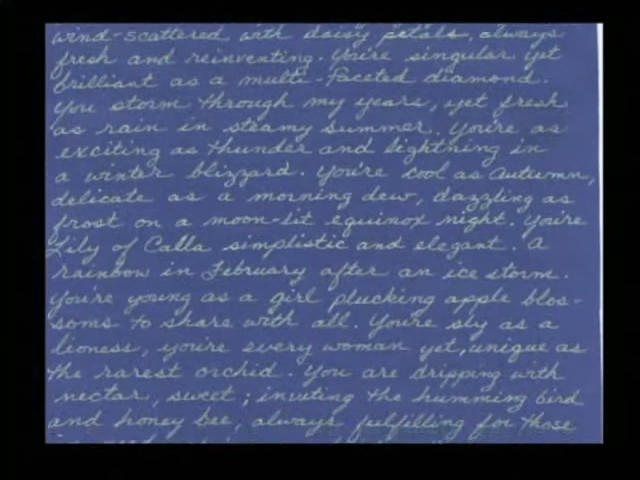 wind-scattered with daisy petals, always
fresh and reinventing. You're singular yet
brilliant as a multi-faceted diamond.
You storm through my years, yet fresh
as rain in steamy summer. You're as
exciting as thunder and lightning in
a winter blizzard. You're cool as Autumn,
delicate as a morning dew, dazzling as
frost on a moon-lit equinox night. You're
Lily of Calla simplistic and elegant. A
rainbow in February after an ice storm.
You're young as a girl plucking apple blos-
soms to share with all. You're sly as a
lioness, you're every woman yet, unique as
the rarest orchid. You are dripping with
nectar, sweet; inviting the humming bird
and honey bee, always fulfilling for those